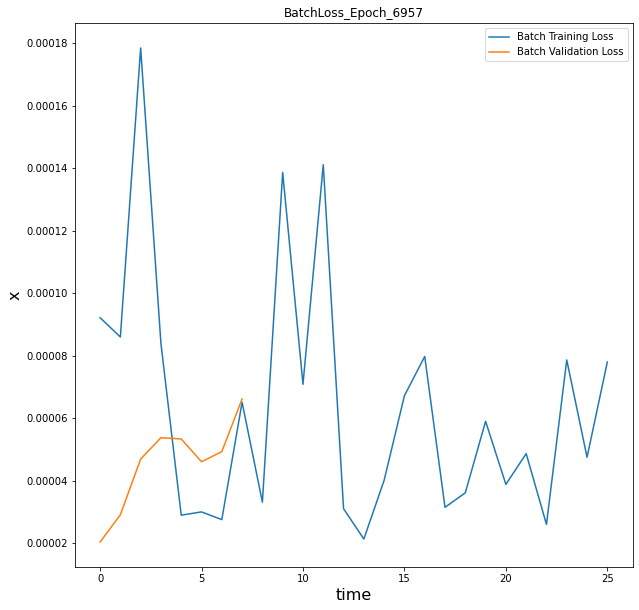 BatchLoss_Epoch_6957
Batch Training Loss
Batch Validation Loss
0.00018
0.00016
0.00014
0.00012
0.00010
0.00008
0.00006
0.00004
0.00002
x
0 5 10 15 20 25
time